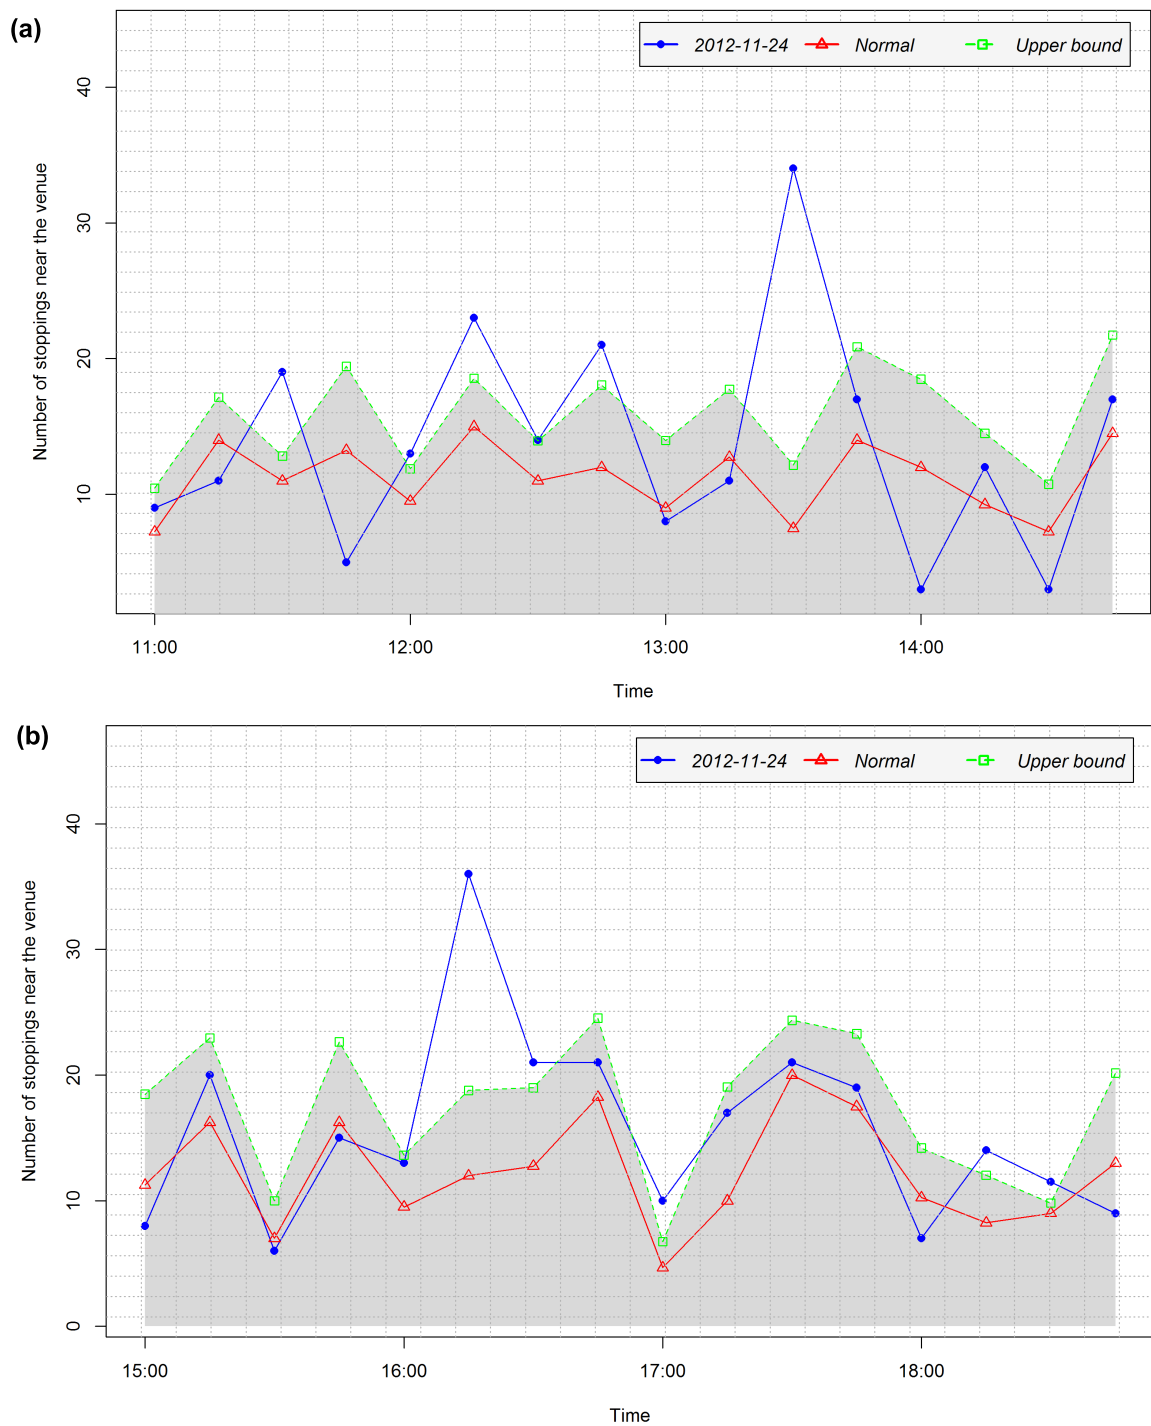 (a)
2012-11-24 Normal Upper bound
Number of stoppings near the venue
40
30
20
10
11:00 12:00 13:00 14:00
Time
(b)
2012-11-24 Normal Upper bound
Number of stoppings near the venue
40
30
20
10
0
15:00 16:00 17:00 18:00
Time